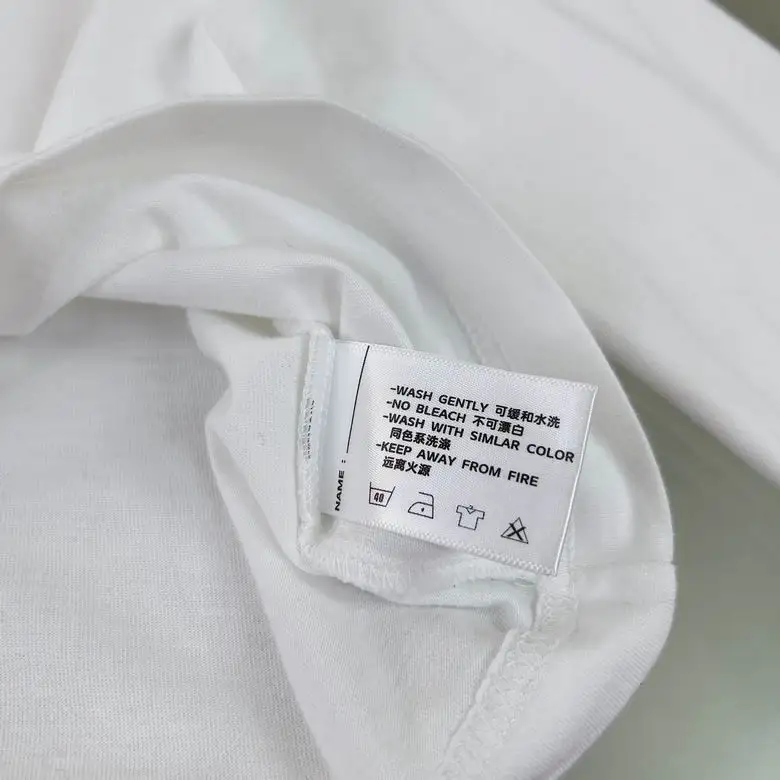 -WASH GENTLY 可缓和水洗
-NO BLEACH 不可漂白
-WASH WITH SIMLAR COLOR
同色系洗涤
-KEEP AWAY FROM FIRE
远离火源
NAME :
40